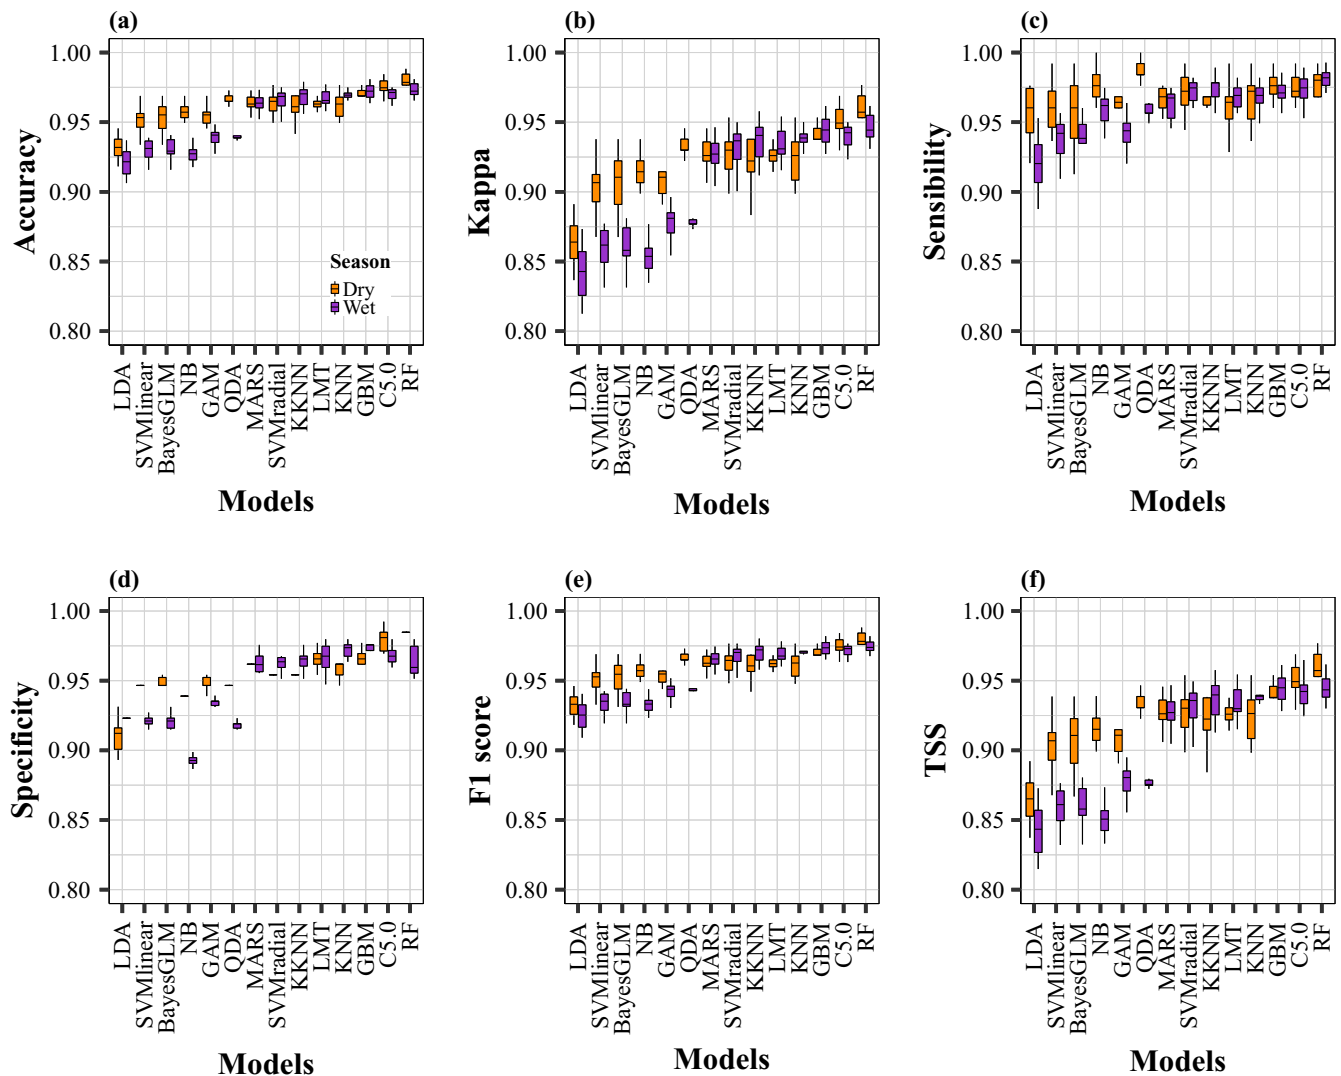 (a)
Accuracy
1.00
0.95
0.90
0.85
0.80
Season
Dry
Wet
LDA
SVMlinear
BayesGLM
NB
GAM
QDA
MARS
SVMradial
KKNN
LMT
KNN
GBM
C5.0
RF
Models
(b)
Kappa
1.00
0.95
0.90
0.85
0.80
LDA
SVMlinear
BayesGLM
NB
GAM
QDA
MARS
SVMradial
KKNN
LMT
KNN
GBM
C5.0
RF
Models
(c)
Sensibility
1.00
0.95
0.90
0.85
0.80
LDA
SVMlinear
BayesGLM
NB
GAM
QDA
MARS
SVMradial
KKNN
LMT
KNN
GBM
C5.0
RF
Models
(d)
Specificity
1.00
0.95
0.90
0.85
0.80
LDA
SVMlinear
BayesGLM
NB
GAM
QDA
MARS
SVMradial
KKNN
LMT
KNN
GBM
C5.0
RF
Models
(e)
F1 score
1.00
0.95
0.90
0.85
0.80
LDA
SVMlinear
BayesGLM
NB
GAM
QDA
MARS
SVMradial
KKNN
LMT
KNN
GBM
C5.0
RF
Models
(f)
TSS
1.00
0.95
0.90
0.85
0.80
LDA
SVMlinear
BayesGLM
NB
GAM
QDA
MARS
SVMradial
KKNN
LMT
KNN
GBM
C5.0
RF
Models